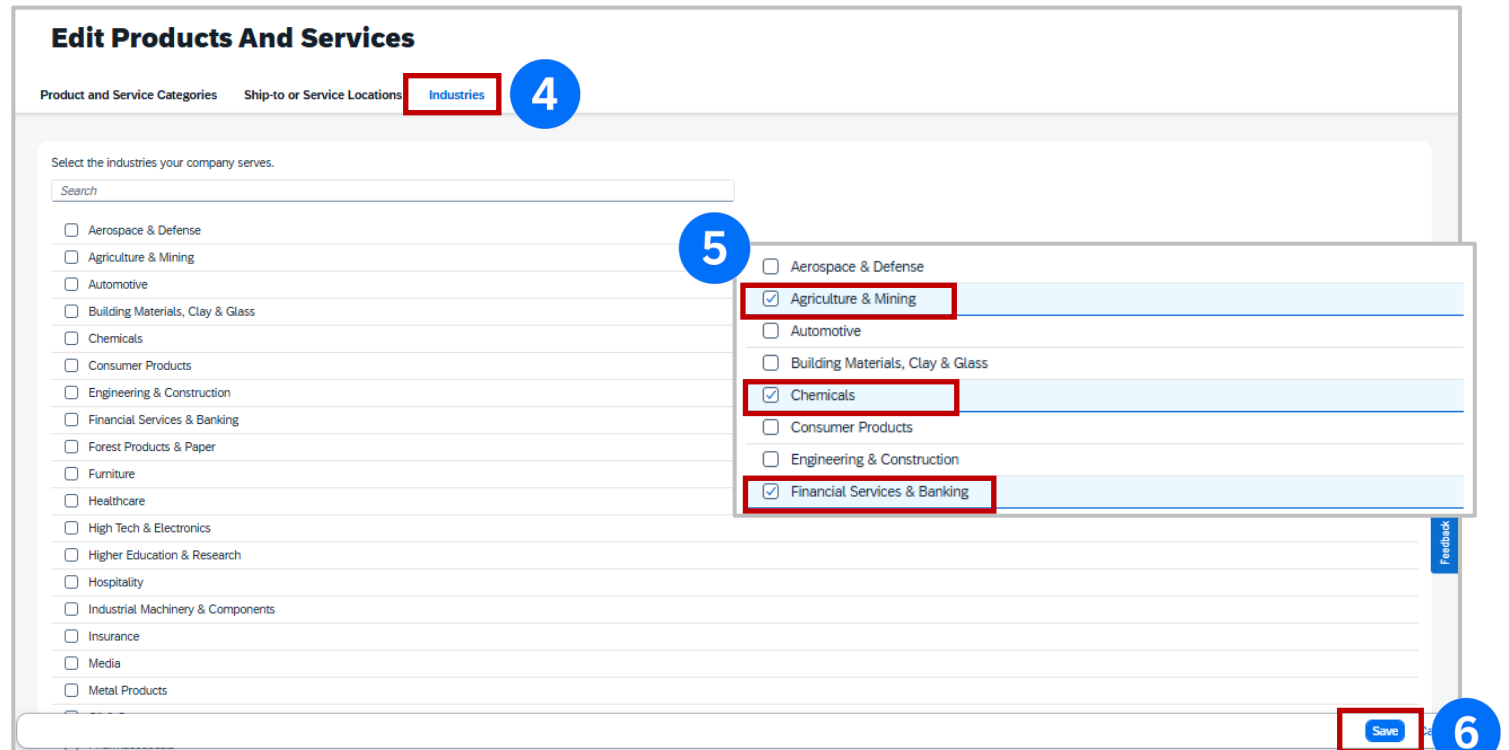 Edit Products And Services
Product and Service Categories Ship-to or Service Locations Industries 4
Select the industries your company serves.
Search
Aerospace & Defense
Agriculture & Mining
Automotive
Building Materials, Clay & Glass
Chemicals
Consumer Products
Engineering & Construction
Financial Services & Banking
Forest Products & Paper
Furniture
Healthcare
High Tech & Electronics
Higher Education & Research
Hospitality
Industrial Machinery & Components
Insurance
Media
Metal Products
5
Aerospace & Defense
Agriculture & Mining
Automotive
Building Materials, Clay & Glass
Chemicals
Consumer Products
Engineering & Construction
Financial Services & Banking
Feedback
Save
6